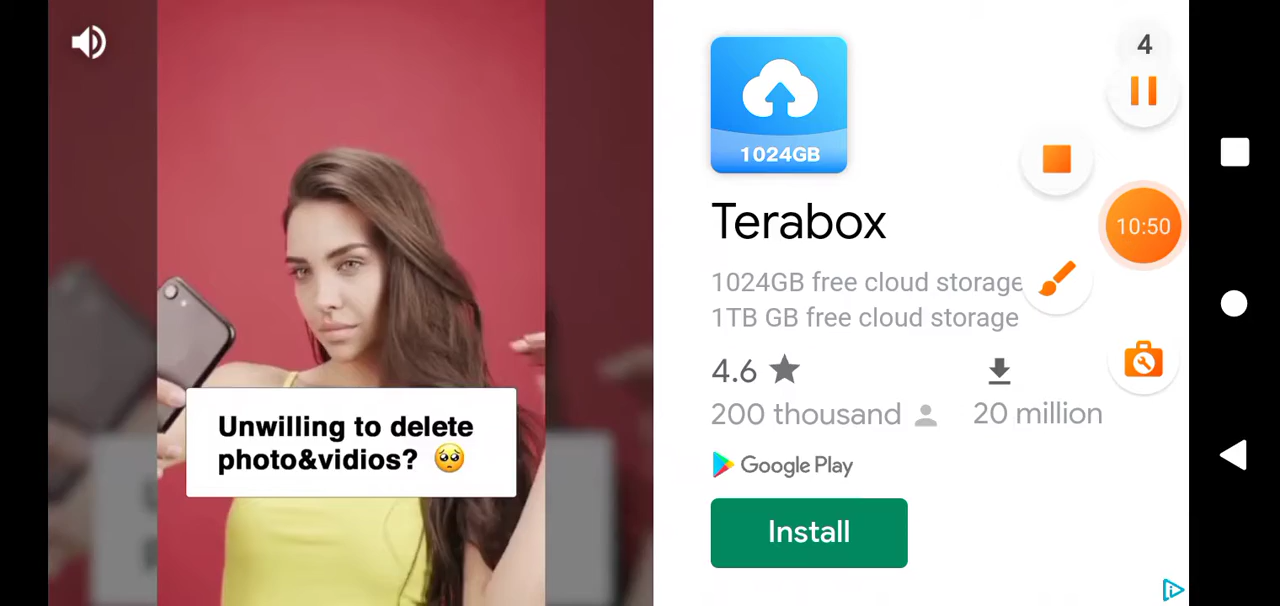 Unwilling to delete
photo&vidios? 🥺
1024GB
Terabox
1024GB free cloud storage
1TB GB free cloud storage
4.6
200 thousand
20 million
Google Play
Install
4
10:50